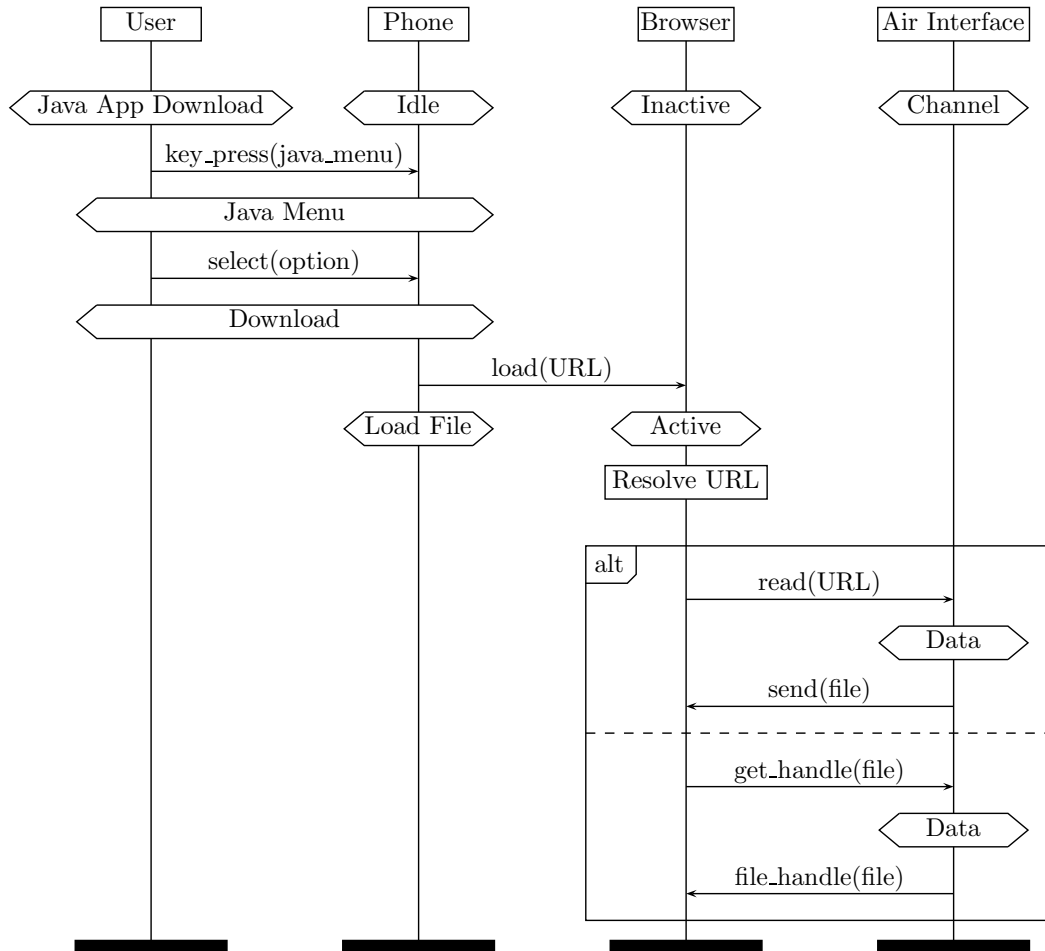 User
Phone
Browser
Air Interface
Java App Download
Idle
Inactive
Channel
key_press(java_menu)
Java Menu
select(option)
Download
load(URL)
Load File
Active
Resolve URL
alt
read(URL)
Data
send(file)
get_handle(file)
Data
file_handle(file)